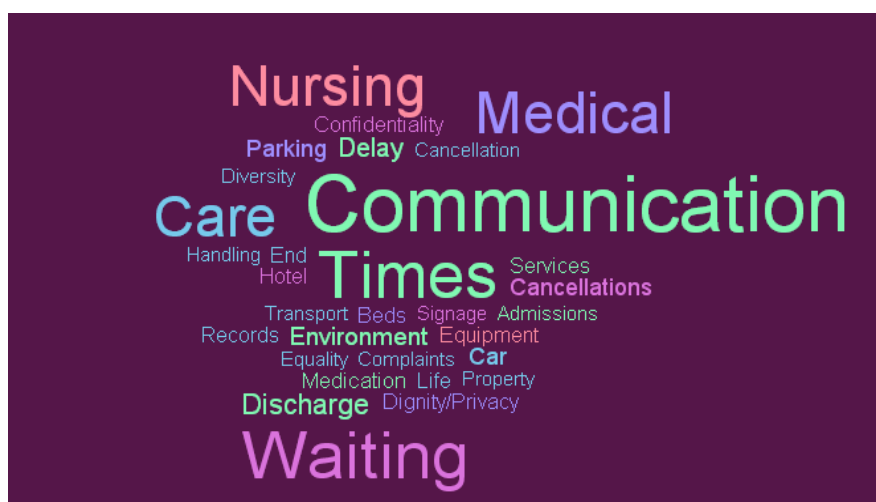 Nursing
Medical
Confidentiality
Parking Delay Cancellation
Diversity
Care Communication
Handling End
Hotel Times Services
Cancellations
Transport Beds Signage Admissions
Records Environment Equipment
Equality Complaints Car
Medication Life Property
Discharge Dignity/Privacy
Waiting